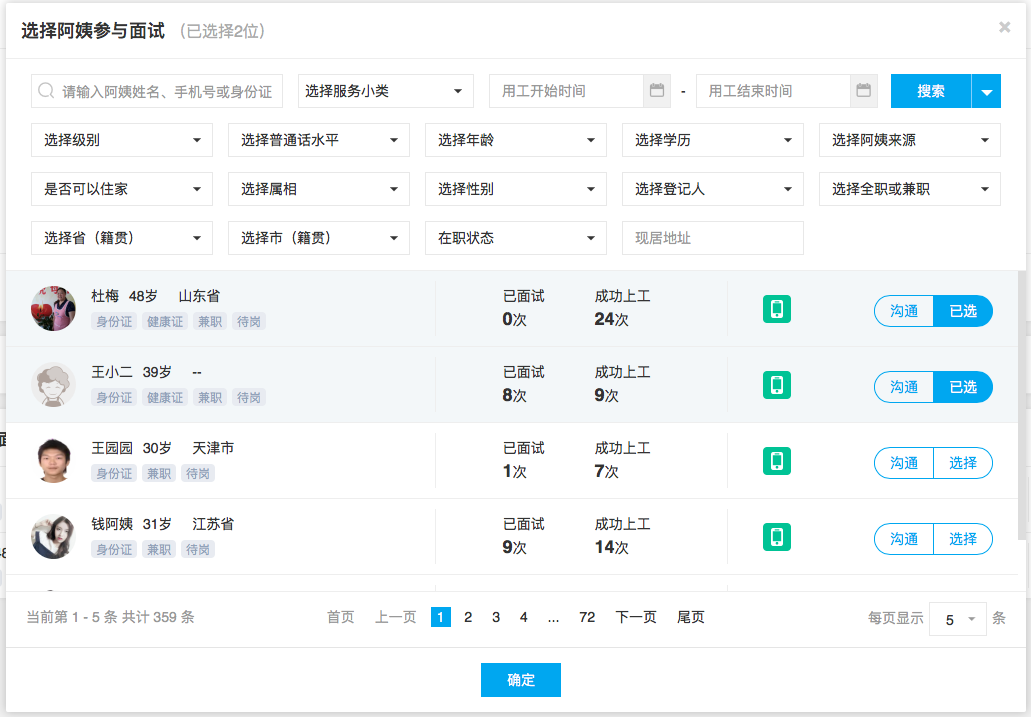 选择阿姨参与面试 （已选择2位） ×
请输入阿姨姓名、手机号或身份证 选择服务小类 用工开始时间 - 用工结束时间 搜索
选择级别 选择普通话水平 选择年龄 选择学历 选择阿姨来源
是否可以住家 选择属相 选择性别 选择登记人 选择全职或兼职
选择省（籍贯） 选择市（籍贯） 在职状态 现居地址
杜梅 48岁 山东省 已面试 成功上工
身份证 健康证 兼职 待岗 0次 24次 沟通 已选
王小二 39岁 -- 已面试 成功上工
身份证 健康证 兼职 待岗 8次 9次 沟通 已选
王园园 30岁 天津市 已面试 成功上工
身份证 兼职 待岗 1次 7次 沟通 选择
钱阿姨 31岁 江苏省 已面试 成功上工
身份证 兼职 待岗 9次 14次 沟通 选择
当前第 1 - 5 条 共计 359 条 首页 上一页 1 2 3 4 ... 72 下一页 尾页 每页显示 5 条
确定